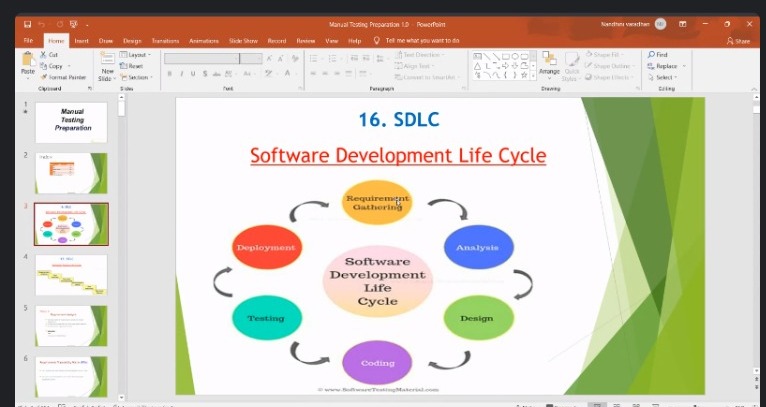 Manual Testing Preparation 1.0 - PowerPoint
Nandhni varadhan
File Home Insert Draw Design Transitions Animations Slide Show Record Review View Help Tell me what you want to do
Share
Paste
Cut
Copy
Format Painter
Clipboard
New
Slide
Layout
Reset
Section
Slides
Font
Text Direction
Align Text
Convert to SmartArt
Paragraph
Arrange
Quick
Styles
Shape Fill
Shape Outline
Shape Effects
Drawing
Find
Replace
Select
Editing
1
Manual
Testing
Preparation
2
3
4
5
6
16. SDLC
Software Development Life Cycle
Requirement
Gathering
Deployment
Analysis
Software
Development
Life
Cycle
Testing
Design
Coding
© www.SoftwareTestingMaterial.com